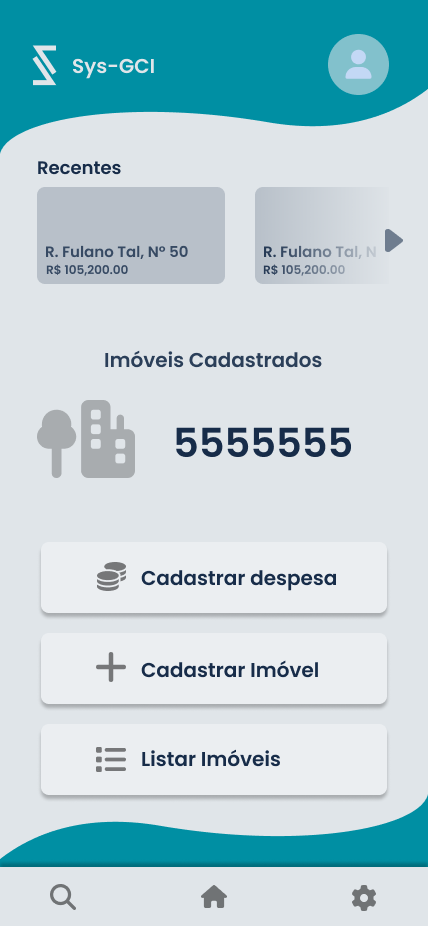 Sys-GCI
Recentes
R. Fulano Tal, Nº 50
R$ 105,200.00
R. Fulano Tal, N
R$ 105,200.00
Imóveis Cadastrados
5555555
Cadastrar despesa
Cadastrar Imóvel
Listar Imóveis